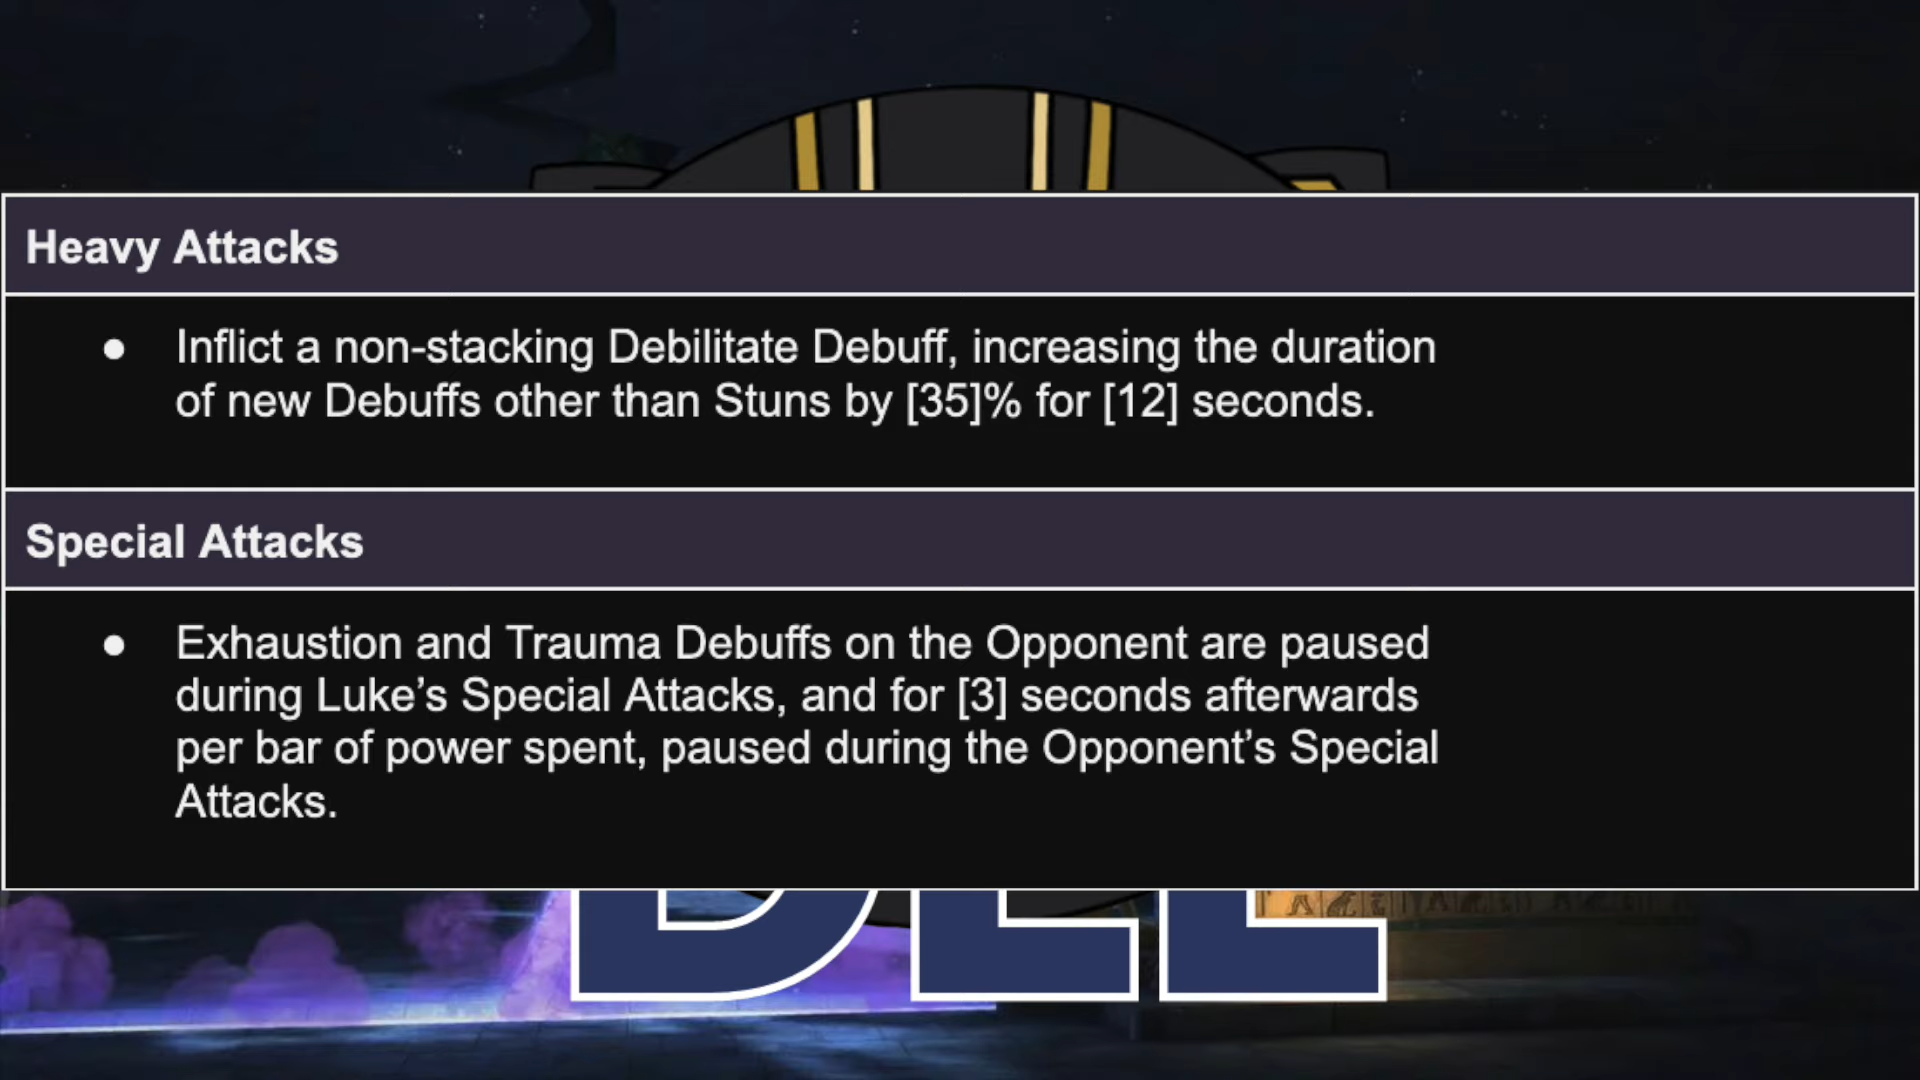 Heavy Attacks
● Inflict a non-stacking Debilitate Debuff, increasing the duration
of new Debuffs other than Stuns by [35]% for [12] seconds.
Special Attacks
● Exhaustion and Trauma Debuffs on the Opponent are paused
during Luke’s Special Attacks, and for [3] seconds afterwards
per bar of power spent, paused during the Opponent’s Special
Attacks.